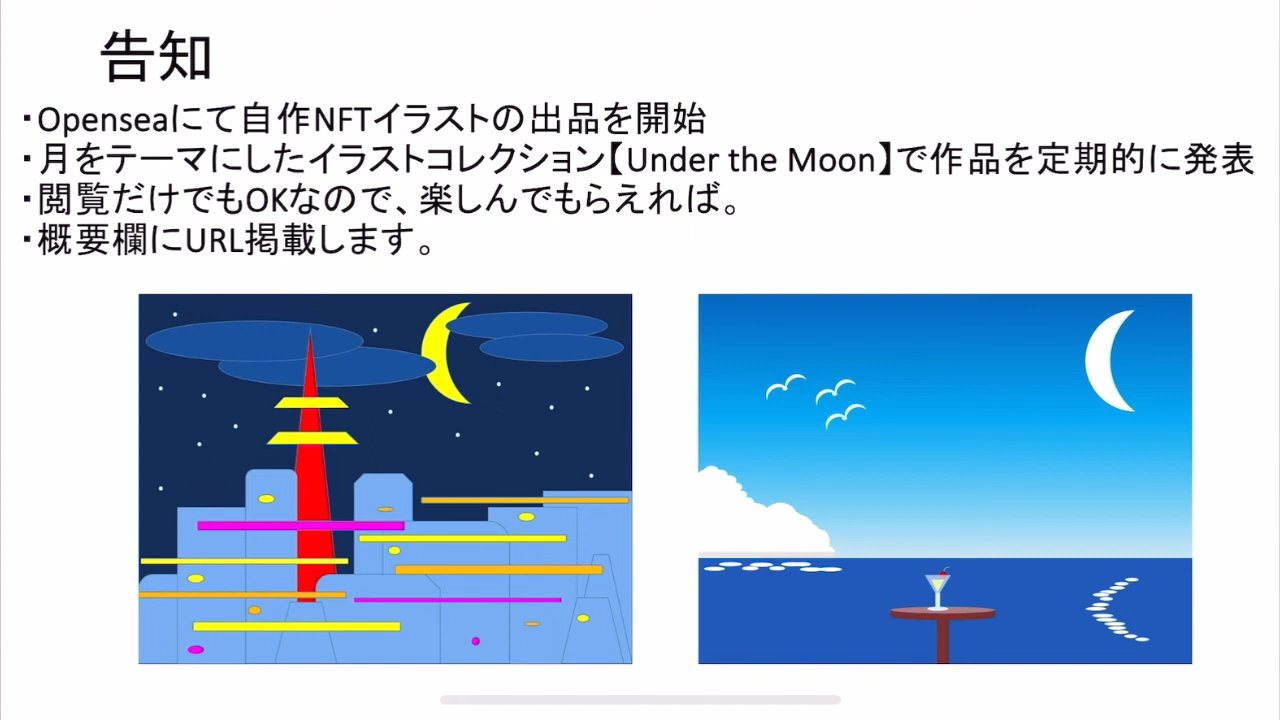 告知
・Openseaにて自作NFTイラストの出品を開始
・月をテーマにしたイラストコレクション【Under the Moon】で作品を定期的に発表
・閲覧だけでもOKなので、楽しんでもらえれば。
・概要欄にURL掲載します。